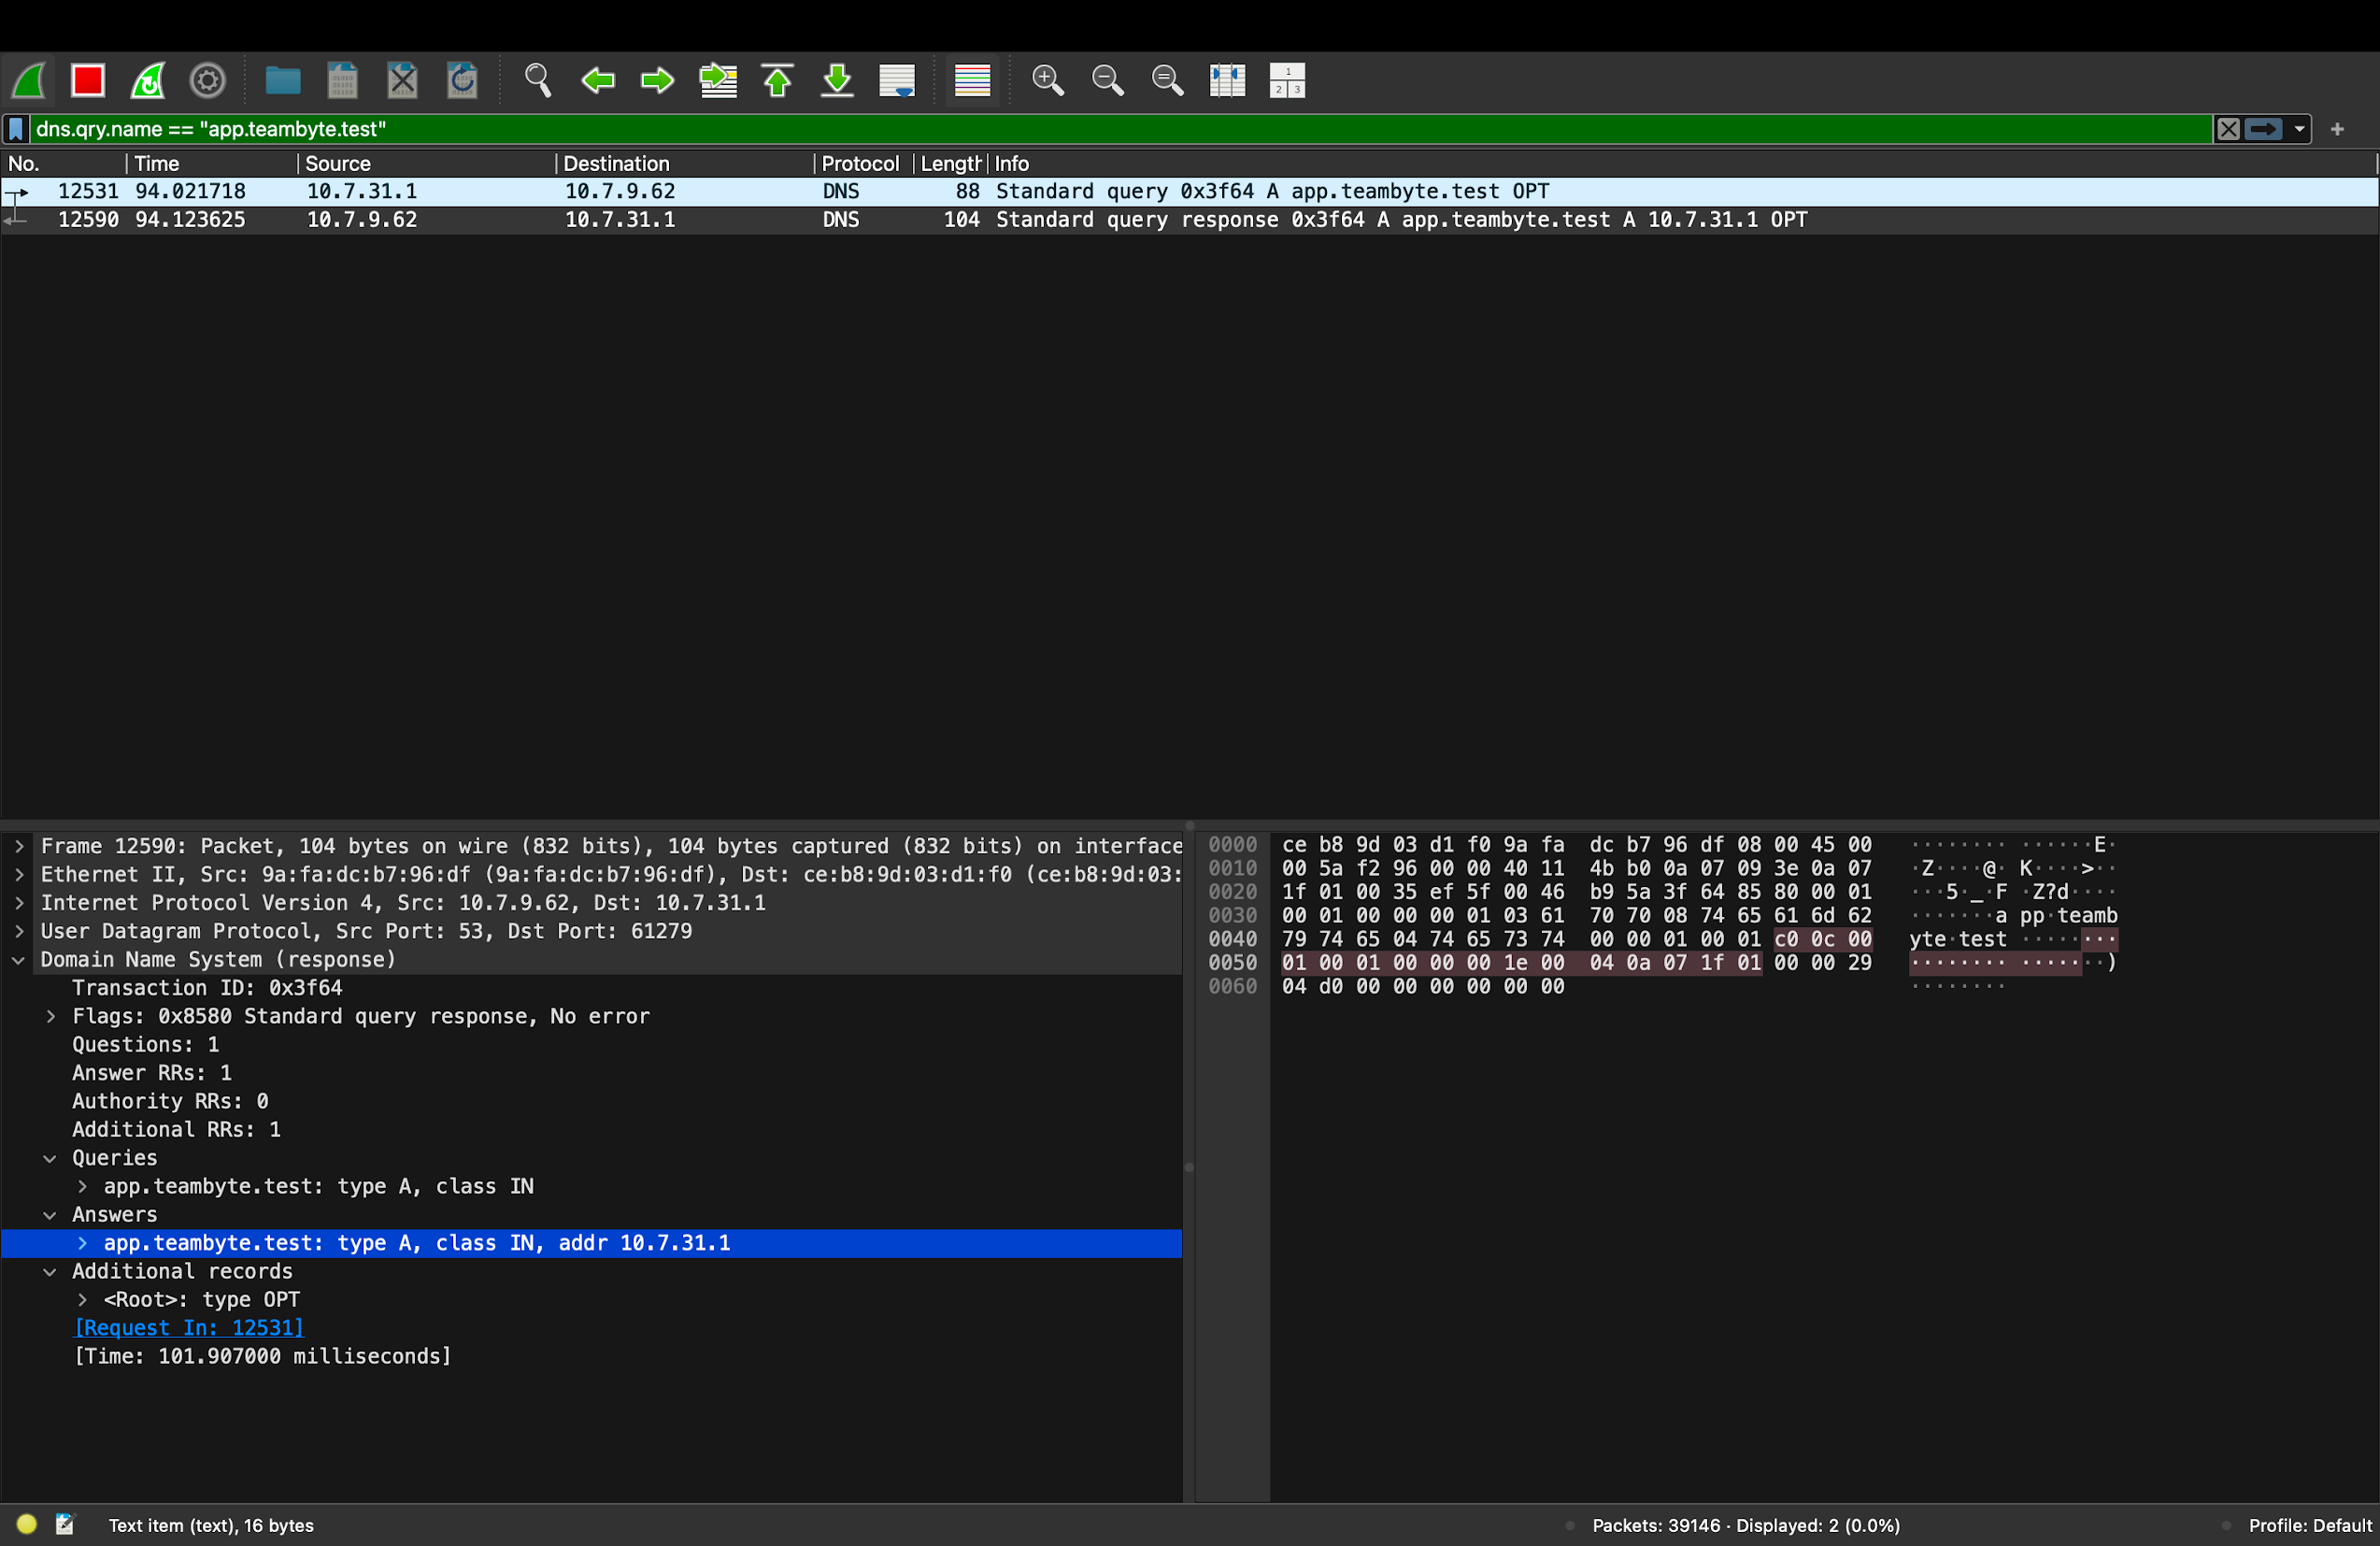 dns.qry.name == "app.teambyte.test"
No. Time Source Destination Protocol Length Info
12531 94.021718 10.7.31.1 10.7.9.62 DNS 88 Standard query 0x3f64 A app.teambyte.test OPT
12590 94.123625 10.7.9.62 10.7.31.1 DNS 104 Standard query response 0x3f64 A app.teambyte.test A 10.7.31.1 OPT
Frame 12590: Packet, 104 bytes on wire (832 bits), 104 bytes captured (832 bits) on interface
Ethernet II, Src: 9a:fa:dc:b7:96:df (9a:fa:dc:b7:96:df), Dst: ce:b8:9d:03:d1:f0 (ce:b8:9d:03:
Internet Protocol Version 4, Src: 10.7.9.62, Dst: 10.7.31.1
User Datagram Protocol, Src Port: 53, Dst Port: 61279
Domain Name System (response)
Transaction ID: 0x3f64
Flags: 0x8580 Standard query response, No error
Questions: 1
Answer RRs: 1
Authority RRs: 0
Additional RRs: 1
Queries
app.teambyte.test: type A, class IN
Answers
app.teambyte.test: type A, class IN, addr 10.7.31.1
Additional records
<Root>: type OPT
[Request In: 12531]
[Time: 101.907000 milliseconds]
0000 ce b8 9d 03 d1 f0 9a fa dc b7 96 df 08 00 45 00 ········ ······E·
0010 00 5a f2 96 00 00 40 11 4b b0 0a 07 09 3e 0a 07 ·Z····@· K····>··
0020 1f 01 00 35 ef 5f 00 46 b9 5a 3f 64 85 80 00 01 ···5·_·F ·Z?d····
0030 00 01 00 00 00 01 03 61 70 70 08 74 65 61 6d 62 ·······a pp·teamb
0040 79 74 65 04 74 65 73 74 00 00 01 00 01 c0 0c 00 yte·test ········
0050 01 00 01 00 00 00 1e 00 04 0a 07 1f 01 00 00 29 ········ ·······)
0060 04 d0 00 00 00 00 00 00 ········
Text item (text), 16 bytes
Packets: 39146 · Displayed: 2 (0.0%)
Profile: Default